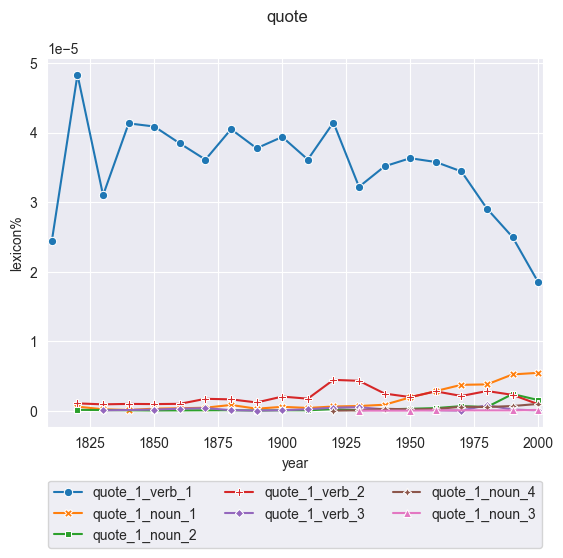 quote
1e−5
5
4
3
2
1
0
lexicon%
1825 1850 1875 1900 1925 1950 1975 2000
year
quote_1_verb_1 quote_1_verb_2 quote_1_noun_4
quote_1_noun_1 quote_1_verb_3 quote_1_noun_3
quote_1_noun_2